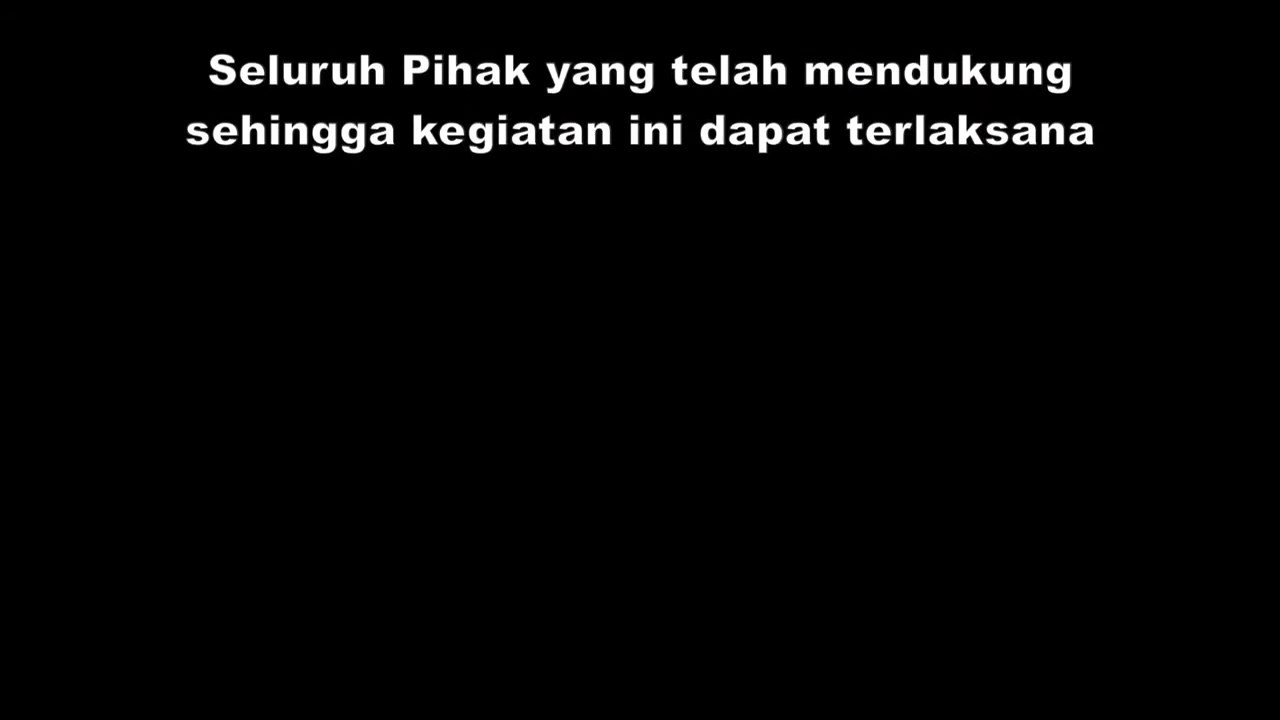 Seluruh Pihak yang telah mendukung
sehingga kegiatan ini dapat terlaksana